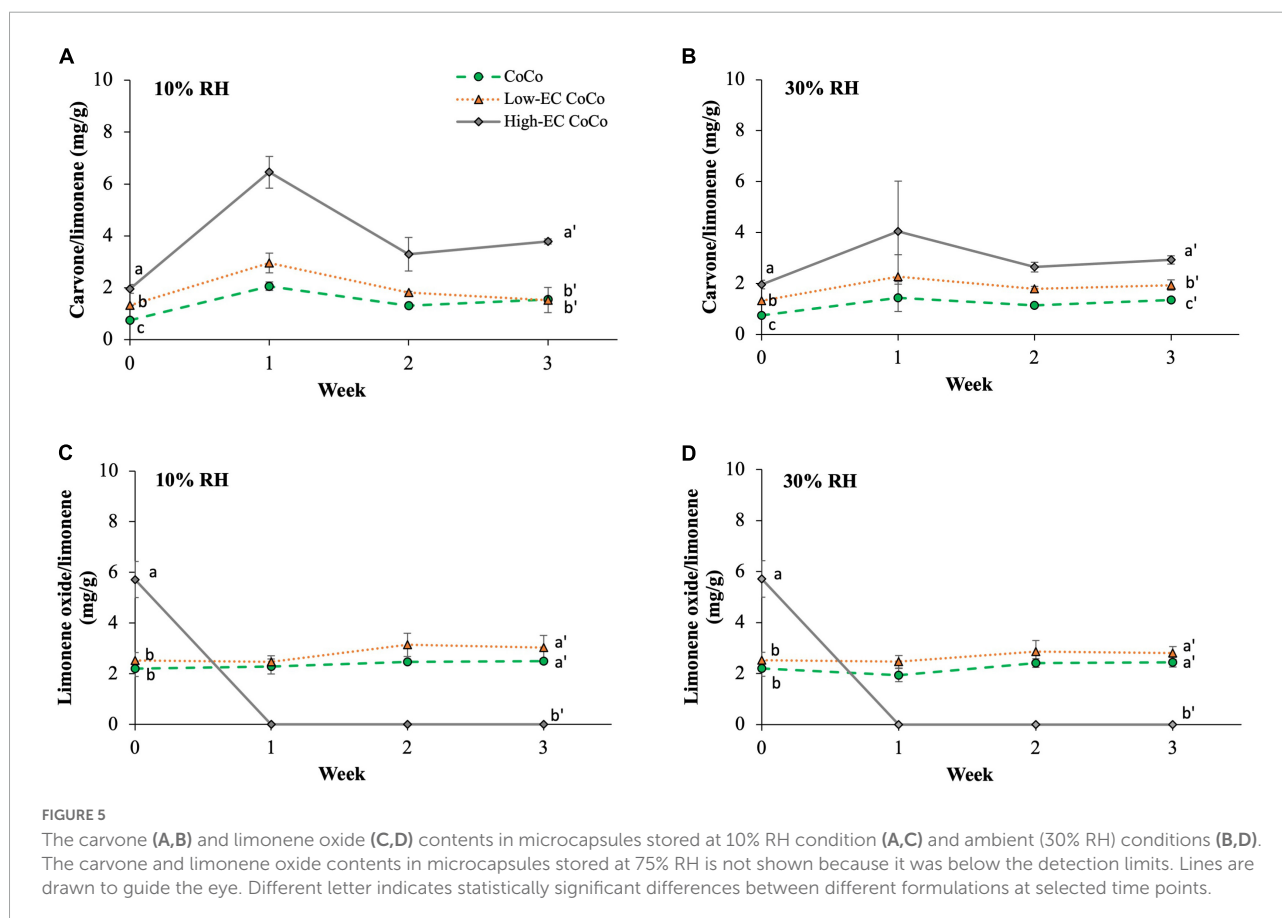 A
10% RH
CoCo
Low-EC CoCo
High-EC CoCo
Carvone/limonene (mg/g)
10
8
6
4
2
0
a
b
c
a'
b'
b'
0 1 2 3
Week
B
30% RH
Carvone/limonene (mg/g)
10
8
6
4
2
0
a
b
c
a'
b'
c'
0 1 2 3
Week
C
10% RH
Limonene oxide/limonene
(mg/g)
10
8
6
4
2
0
a
b
b
a'
a'
b'
0 1 2 3
Week
D
30% RH
Limonene oxide/limonene
(mg/g)
10
8
6
4
2
0
a
b
b
a'
a'
b'
0 1 2 3
Week
FIGURE 5
The carvone (A,B) and limonene oxide (C,D) contents in microcapsules stored at 10% RH condition (A,C) and ambient (30% RH) conditions (B,D).
The carvone and limonene oxide contents in microcapsules stored at 75% RH is not shown because it was below the detection limits. Lines are
drawn to guide the eye. Different letter indicates statistically significant differences between different formulations at selected time points.